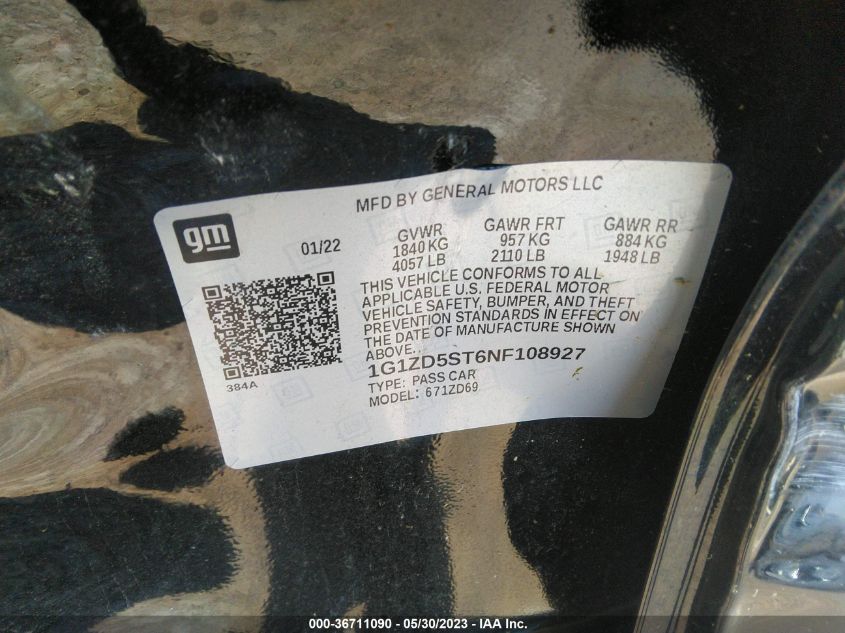 MFD BY GENERAL MOTORS LLC
gm
01/22
GVWR GAWR FRT GAWR RR
1840 KG 957 KG 884 KG
4057 LB 2110 LB 1948 LB
THIS VEHICLE CONFORMS TO ALL
APPLICABLE U.S. FEDERAL MOTOR
VEHICLE SAFETY, BUMPER, AND THEFT
PREVENTION STANDARDS IN EFFECT ON
THE DATE OF MANUFACTURE SHOWN
ABOVE.
1G1ZD5ST6NF108927
TYPE: PASS CAR
MODEL: 671ZD69
384A
000-36711090 - 05/30/2023 - IAA Inc.